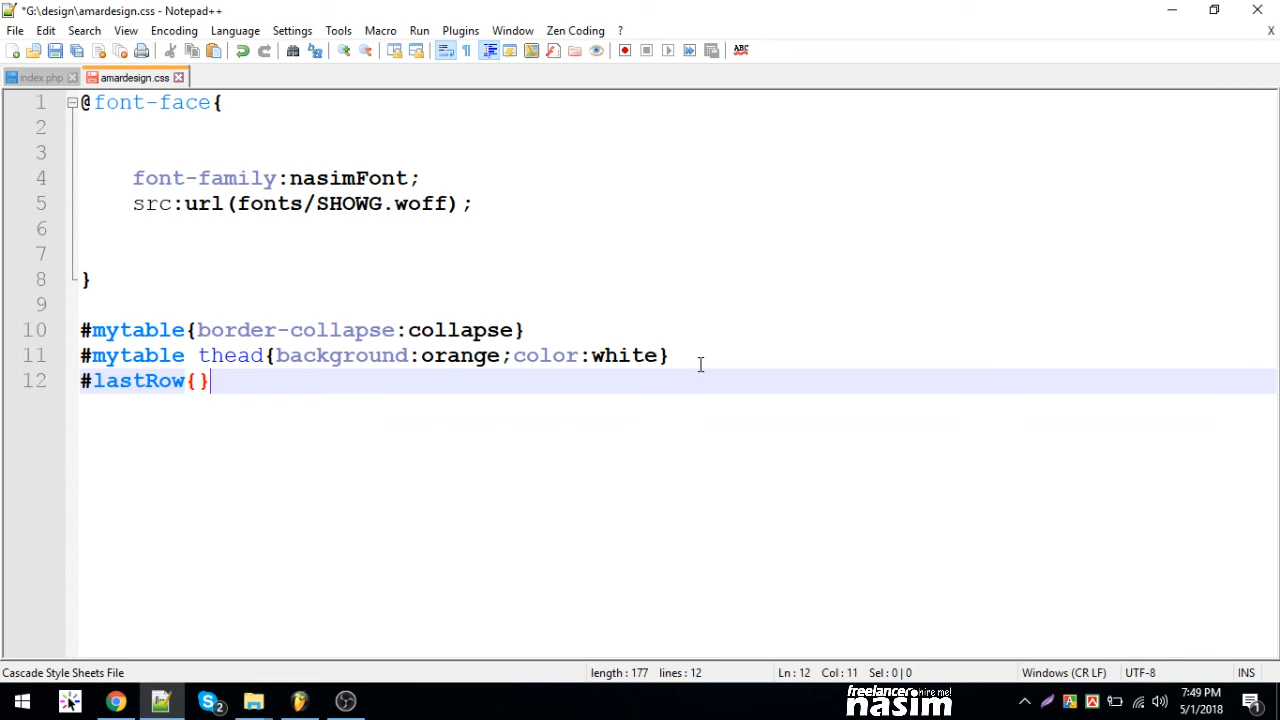 *G:\design\amardesign.css - Notepad++
File Edit Search View Encoding Language Settings Tools Macro Run Plugins Window Zen Coding ? X
index.php amardesign.css
1 @font-face{
2
3
4 font-family:nasimFont;
5 src:url(fonts/SHOWG.woff);
6
7
8 }
9
10 #mytable{border-collapse:collapse}
11 #mytable thead{background:orange;color:white}
12 #lastRow{}
Cascade Style Sheets File length : 177 lines : 12 Ln : 12 Col : 11 Sel : 0 | 0 Windows (CR LF) UTF-8 INS
7:49 PM
5/1/2018
2
1
nasim